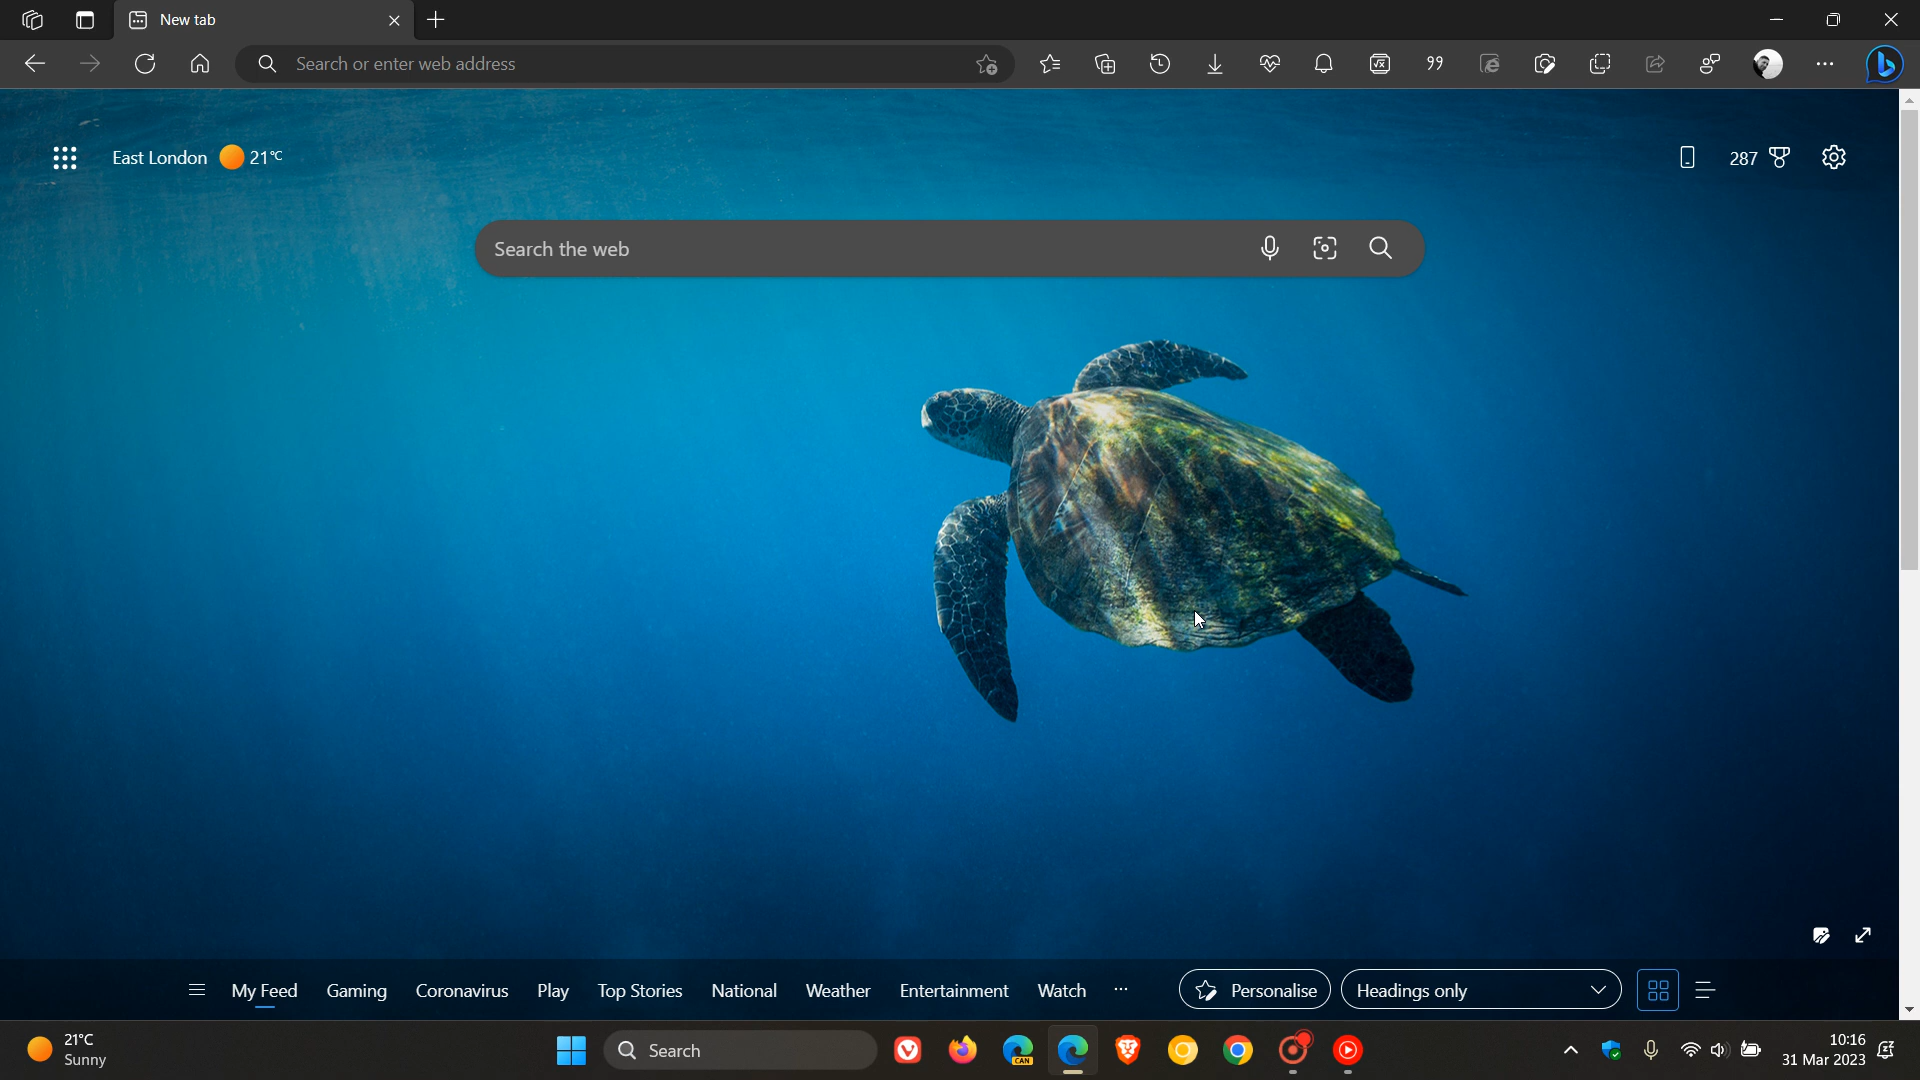 New tab
Search or enter web address
East London 21°C
287
Search the web
My Feed Gaming Coronavirus Play Top Stories National Weather Entertainment Watch ... Personalise Headings only
21°C
Sunny
Search
CAN
10:16
31 Mar 2023